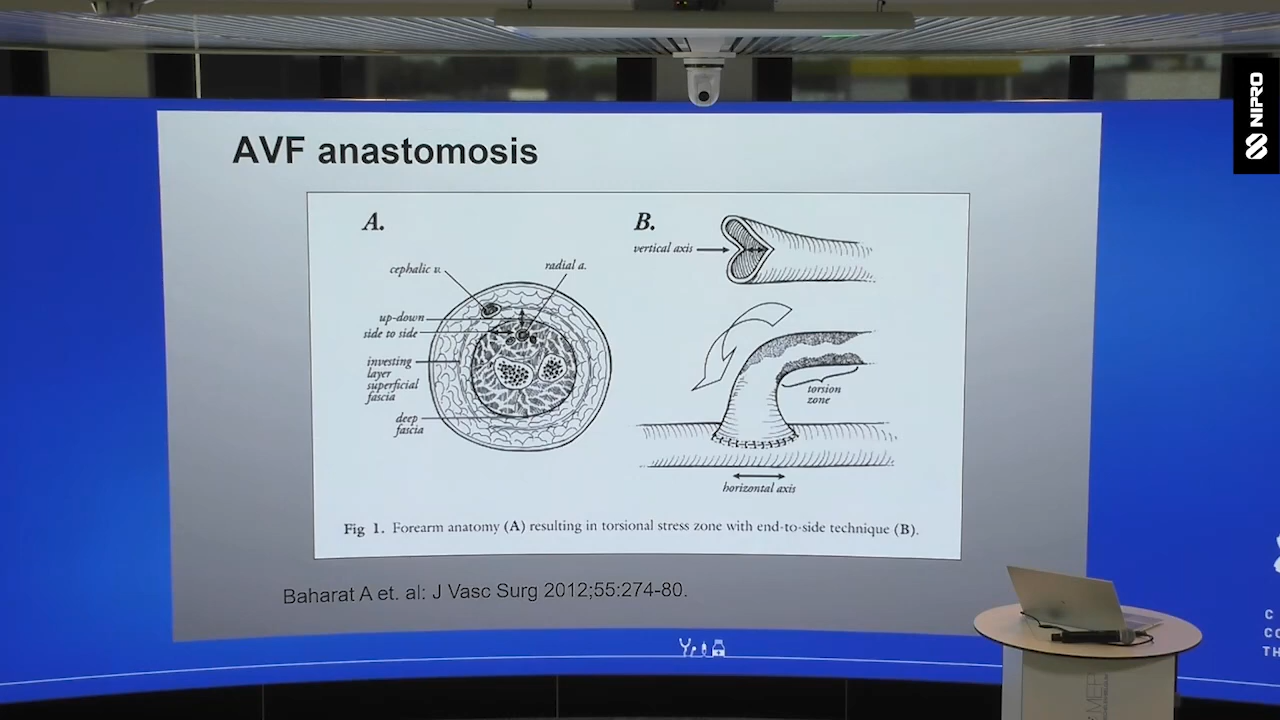 NIPRO
AVF anastomosis
A.
B.
vertical axis
cephalic v.
radial a.
up-down
side to side
investing
layer
superficial
fascia
deep
fascia
torsion
zone
horizontal axis
Fig 1. Forearm anatomy (A) resulting in torsional stress zone with end-to-side technique (B).
Baharat A et. al: J Vasc Surg 2012;55:274-80.
C
CO
TH